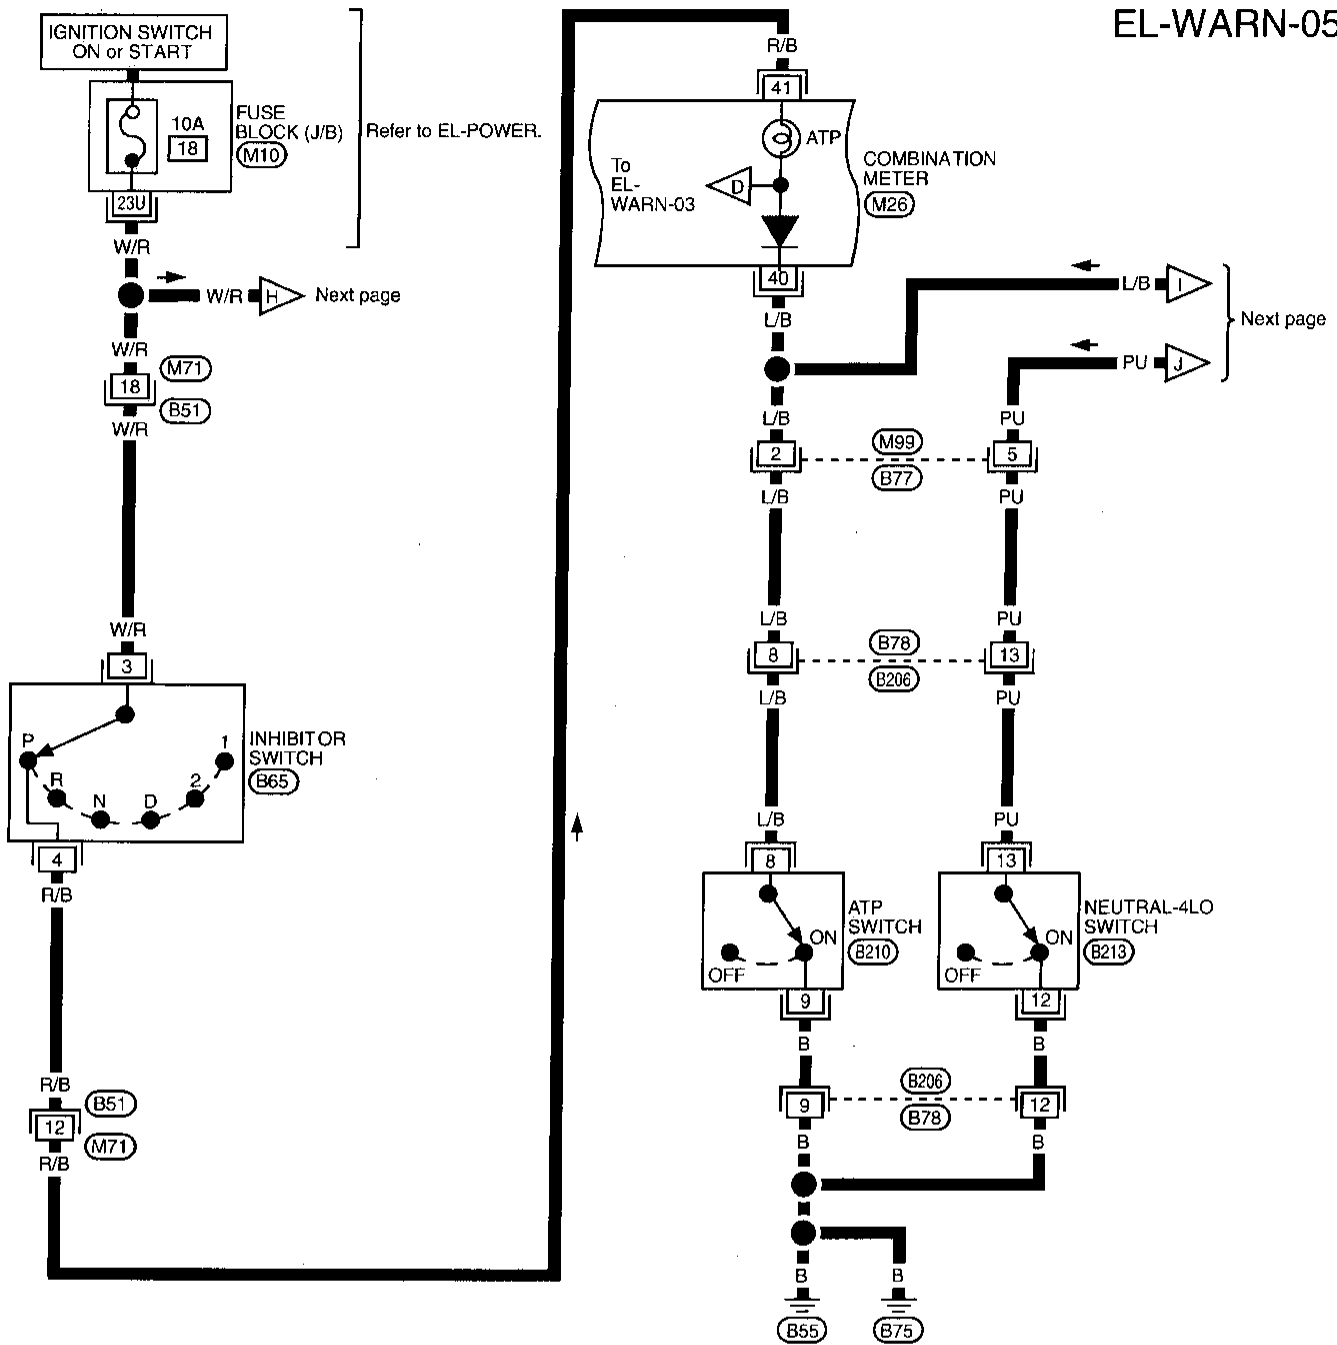 EL-WARN-05
IGNITION SWITCH
ON or START
10A
18
FUSE
BLOCK (J/B)
M10
Refer to EL-POWER.
23U
W/R
W/R
H
Next page
W/R
M71
18
B51
W/R
W/R
3
P
R
N
D
2
1
INHIBITOR
SWITCH
B65
4
R/B
R/B
B51
12
M71
R/B
R/B
41
ATP
To
EL-
WARN-03
D
COMBINATION
METER
M26
40
L/B
L/B
I
Next page
PU
J
L/B
PU
2
M99
B77
5
L/B
PU
L/B
PU
8
B78
B206
13
L/B
PU
L/B
PU
8
13
ON
OFF
ATP
SWITCH
B210
ON
OFF
NEUTRAL-4LO
SWITCH
B213
9
12
B
B
9
B206
B78
12
B
B
B
B
B55
B75